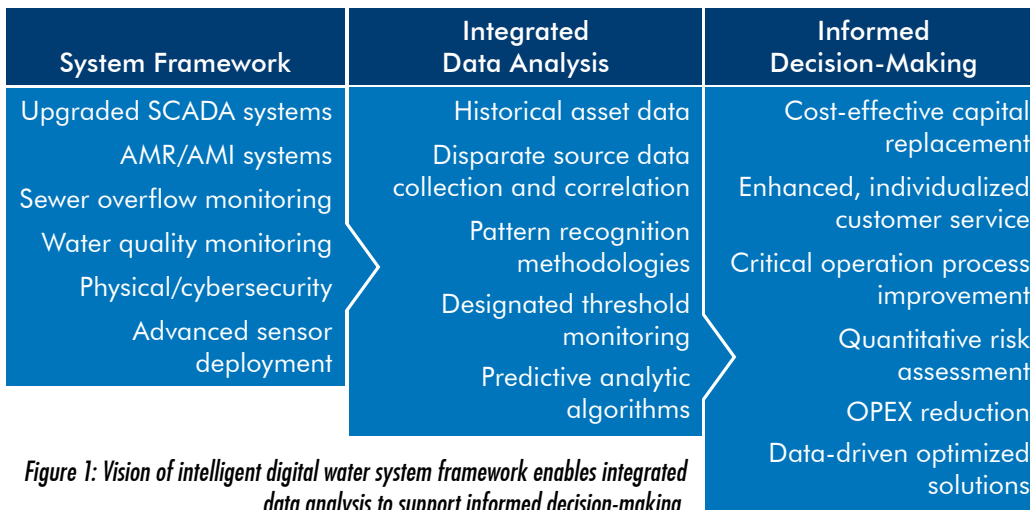 System Framework
Upgraded SCADA systems
AMR/AMI systems
Sewer overflow monitoring
Water quality monitoring
Physical/cybersecurity
Advanced sensor
deployment
Integrated
Data Analysis
Historical asset data
Disparate source data
collection and correlation
Pattern recognition
methodologies
Designated threshold
monitoring
Predictive analytic
algorithms
Informed
Decision-Making
Cost-effective capital
replacement
Enhanced, individualized
customer service
Critical operation process
improvement
Quantitative risk
assessment
OPEX reduction
Data-driven optimized
solutions
Figure 1: Vision of intelligent digital water system framework enables integrated
data analysis to support informed decision-making.